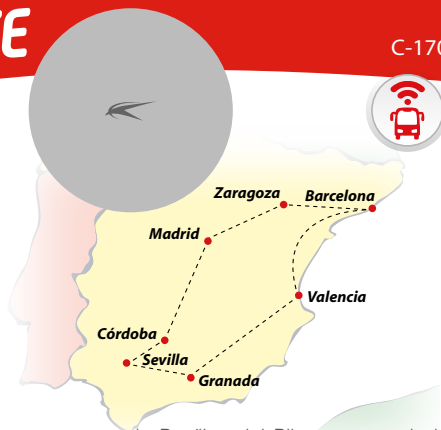 C-170
Zaragoza
Barcelona
Madrid
Valencia
Córdoba
Sevilla
Granada